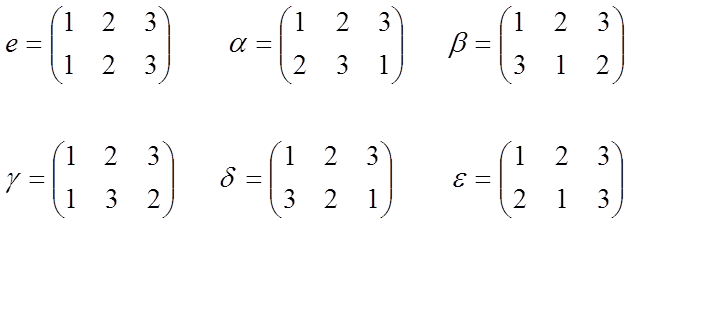 e = (1 2 3 / 1 2 3) α = (1 2 3 / 2 3 1) β = (1 2 3 / 3 1 2)
γ = (1 2 3 / 1 3 2) δ = (1 2 3 / 3 2 1) ε = (1 2 3 / 2 1 3)